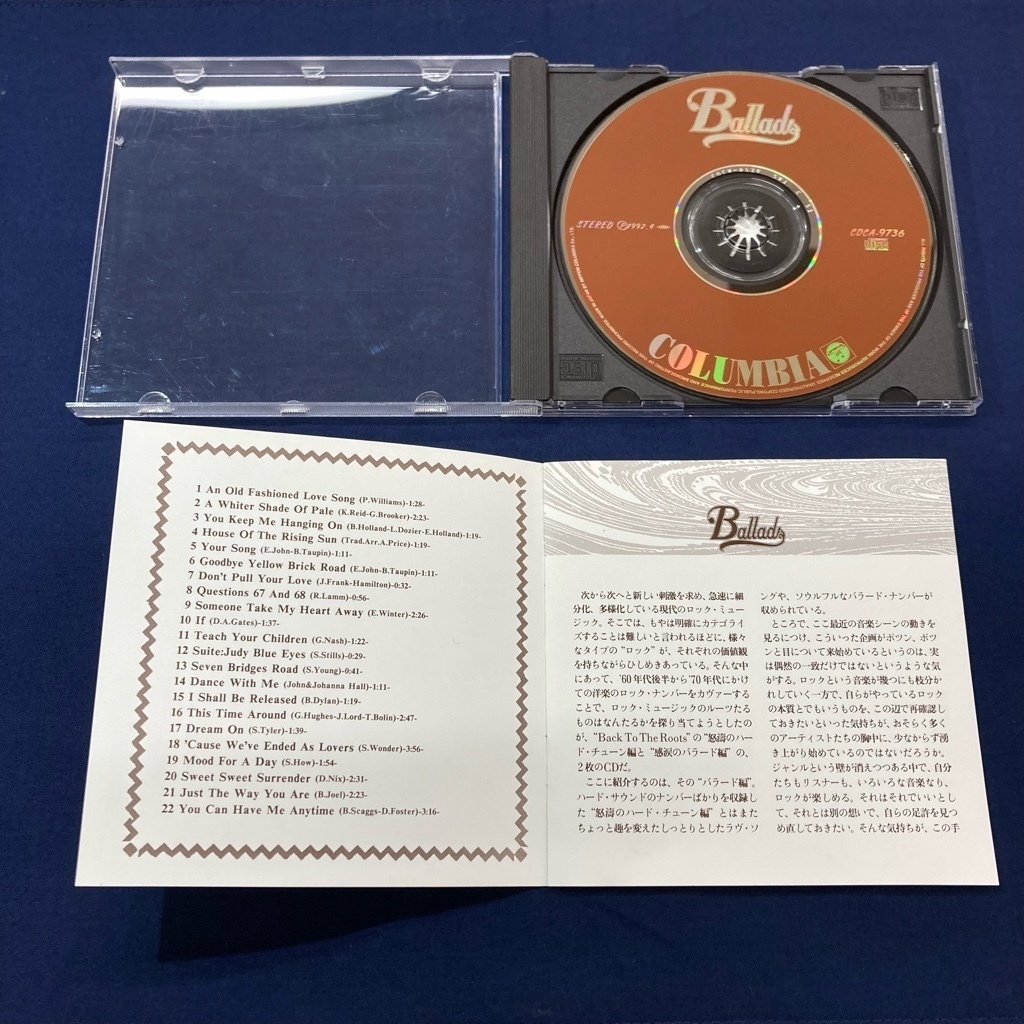 Ballads
STEREO Ⓟ1992.4
CDCA-9736
COLUMBIA
1 An Old Fashioned Love Song (P.Williams)-1:28-
2 A Whiter Shade Of Pale (K.Reid-G.Brooker)-2:23-
3 You Keep Me Hanging On (B.Holland-L.Dozier-E.Holland)-1:19-
4 House Of The Rising Sun (Trad.Arr.A.Price)-1:19-
5 Your Song (E.John-B.Taupin)-1:11-
6 Goodbye Yellow Brick Road (E.John-B.Taupin)-1:11-
7 Don't Pull Your Love (J.Frank-Hamilton)-0:32-
8 Questions 67 And 68 (R.Lamm)-0:56-
9 Someone Take My Heart Away (E.Winter)-2:26-
10 If (D.A.Gates)-1:37-
11 Teach Your Children (G.Nash)-1:22-
12 Suite:Judy Blue Eyes (S.Stills)-0:29-
13 Seven Bridges Road (S.Young)-0:41-
14 Dance With Me (John&Johanna Hall)-1:11-
15 I Shall Be Released (B.Dylan)-1:19-
16 This Time Around (G.Hughes-J.Lord-T.Bolin)-2:47-
17 Dream On (S.Tyler)-1:39-
18 'Cause We've Ended As Lovers (S.Wonder)-3:56-
19 Mood For A Day (S.How)-1:54-
20 Sweet Sweet Surrender (D.Nix)-2:31-
21 Just The Way You Are (B.Joel)-2:23-
22 You Can Have Me Anytime (B.Scaggs-D.Foster)-3:16-
Ballads
次から次へと新しい刺激を求め、急速に細
分化、多様化している現代のロック・ミュー
ジック。そこでは、もはや明確にカテゴライ
ズすることは難しいと言われるほどに、様々
なタイプの“ロック”が、それぞれの価値観
を持ちながらひしめきあっている。そんな中
にあって、'60年代後半から'70年代にかけ
ての洋楽のロック・ナンバーをカヴァーする
ことで、ロック・ミュージックのルーツたる
ものはなんたるかを探り当てようとしたの
が、“Back To The Roots”の“怒濤のハー
ド・チューン編”と“感涙のバラード編”の、
2枚のCDだ。
ここに紹介するのは、その“バラード編”。
ハード・サウンドのナンバーばかりを収録し
た“怒濤のハード・チューン編”とはまた
ちょっと趣を変えたしっとりとしたラヴ・ソ
ングや、ソウルフルなバラード・ナンバーが
収められている。
ところで、ここ最近の音楽シーンの動きを
見るにつけ、こういった企画がポツン、ポツ
ンと目について来始めているというのは、実
は偶然の一致だけではないというような気
がする。ロックという音楽が幾つにも枝分か
れしていく一方で、自らがやっているロック
の本質とでもいうものを、この辺で再確認し
ておきたいといった気持ちが、おそらく多く
のアーティストたちの胸中に、少なからず湧
き上がり始めているのではないだろうか。
ジャンルという壁が消えつつある中で、自分
たちもリスナーも、いろいろな音楽なり、
ロックが楽しめる。それはそれでいいとし
て、それとは別の想いで、自らの足許を見つ
め直しておきたい。そんな気持ちが、この手